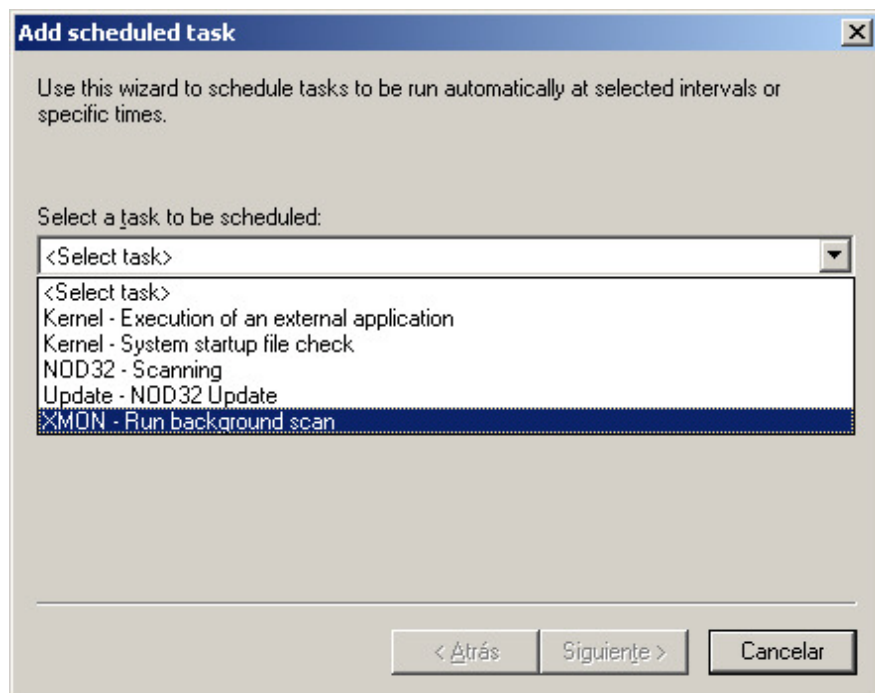 Add scheduled task
Use this wizard to schedule tasks to be run automatically at selected intervals or
specific times.
Select a task to be scheduled:
<Select task>
<Select task>
Kernel - Execution of an external application
Kernel - System startup file check
NOD32 - Scanning
Update - NOD32 Update
XMON - Run background scan
< Atrás
Siguiente >
Cancelar